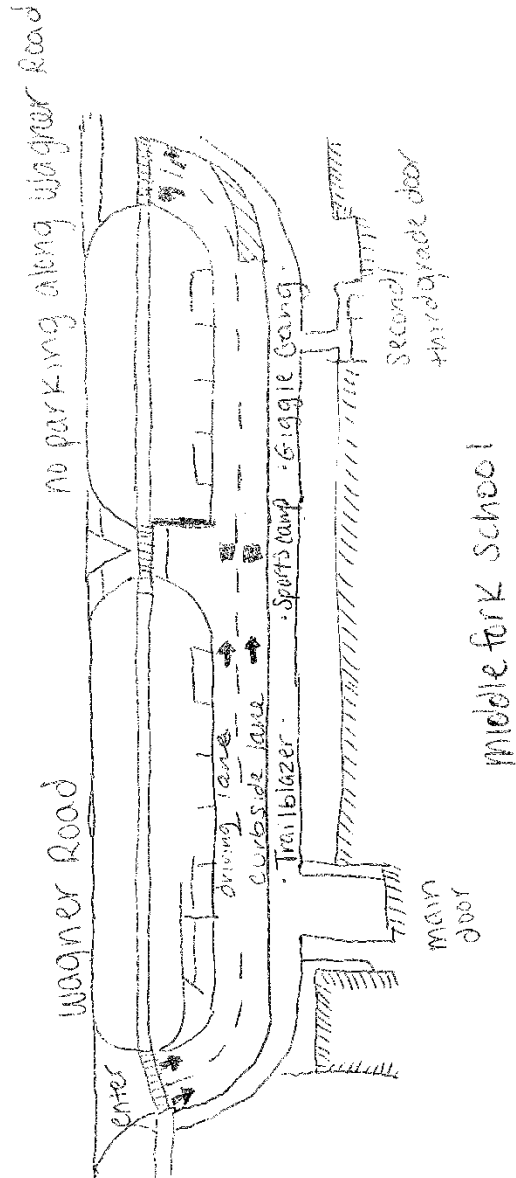 Wagner Road
no parking along Wagner Road
enter
driving lane
curbside lane
· Trailblazer · · Sports camp · Giggle Gang ·
main
door
second/
third grade door
middle fork school